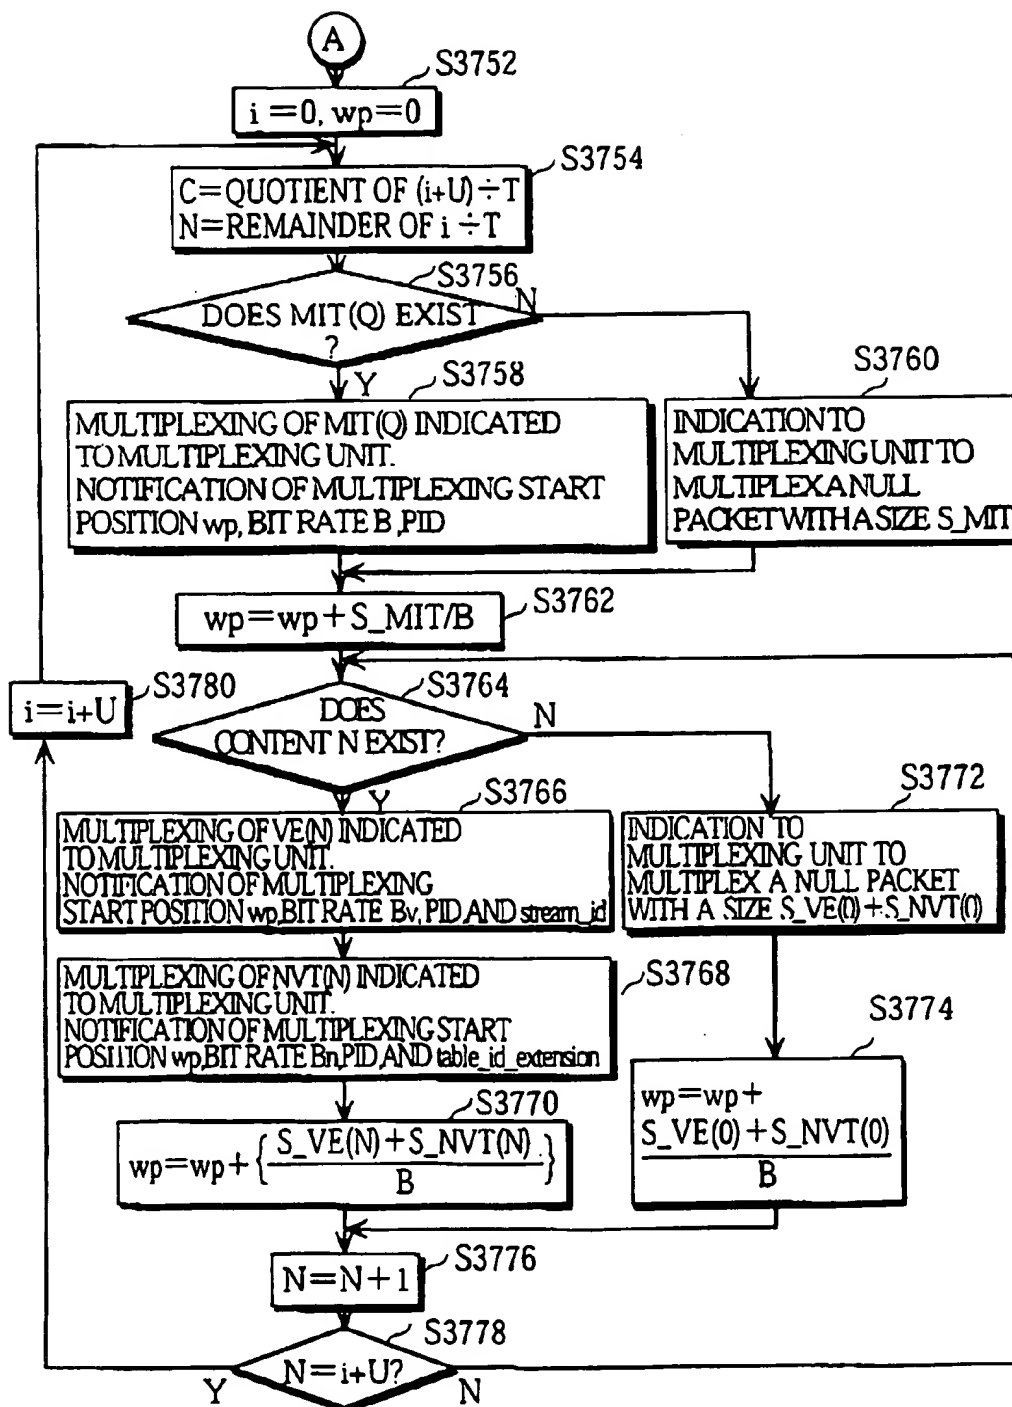 A
S3752
i=0, wp=0
S3754
C=QUOTIENT OF (i+U)÷T
N=REMAINDER OF i÷T
S3756
DOES MIT(Q) EXIST
?
N
Y
S3758
MULTIPLEXING OF MIT(Q) INDICATED
TO MULTIPLEXING UNIT.
NOTIFICATION OF MULTIPLEXING START
POSITION wp, BIT RATE B ,PID
S3760
INDICATION TO
MULTIPLEXING UNIT TO
MULTIPLEX A NULL
PACKET WITH A SIZE S_MIT
wp=wp+S_MIT/B
S3762
S3780
i=i+U
S3764
DOES
CONTENT N EXIST?
N
Y
S3766
MULTIPLEXING OF VE(N) INDICATED
TO MULTIPLEXING UNIT.
NOTIFICATION OF MULTIPLEXING
START POSITION wp,BIT RATE Bv, PID AND stream_id
S3772
INDICATION TO
MULTIPLEXING UNIT TO
MULTIPLEX A NULL PACKET
WITH A SIZE S_VE(0)+S_NVT(0)
MULTIPLEXING OF NVT(N) INDICATED
TO MULTIPLEXING UNIT.
NOTIFICATION OF MULTIPLEXING START
POSITION wp,BIT RATE Bn,PID,AND table_id_extension
S3768
S3774
wp=wp+
S_VE(0)+S_NVT(0)
B
S3770
wp=wp+{S_VE(N)+S_NVT(N)
B}
S3776
N=N+1
S3778
N=i+U?
Y
N